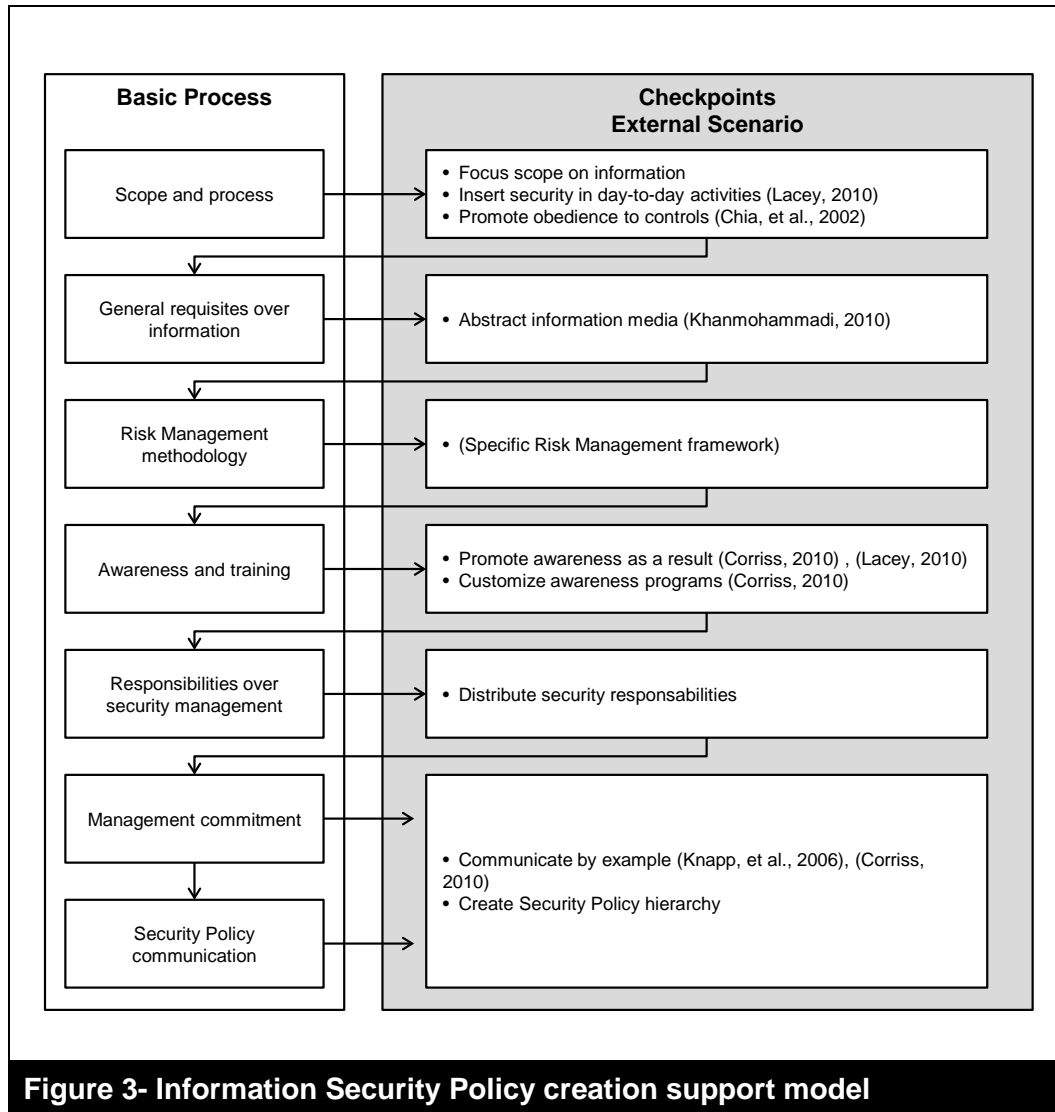 Basic Process
Checkpoints
External Scenario
Scope and process
• Focus scope on information
• Insert security in day-to-day activities (Lacey, 2010)
• Promote obedience to controls (Chia, et al., 2002)
General requisites over
information
• Abstract information media (Khanmohammadi, 2010)
Risk Management
methodology
• (Specific Risk Management framework)
Awareness and training
• Promote awareness as a result (Corriss, 2010) , (Lacey, 2010)
• Customize awareness programs (Corriss, 2010)
Responsibilities over
security management
• Distribute security responsabilities
Management commitment
Security Policy
communication
• Communicate by example (Knapp, et al., 2006), (Corriss,
2010)
• Create Security Policy hierarchy
Figure 3- Information Security Policy creation support model